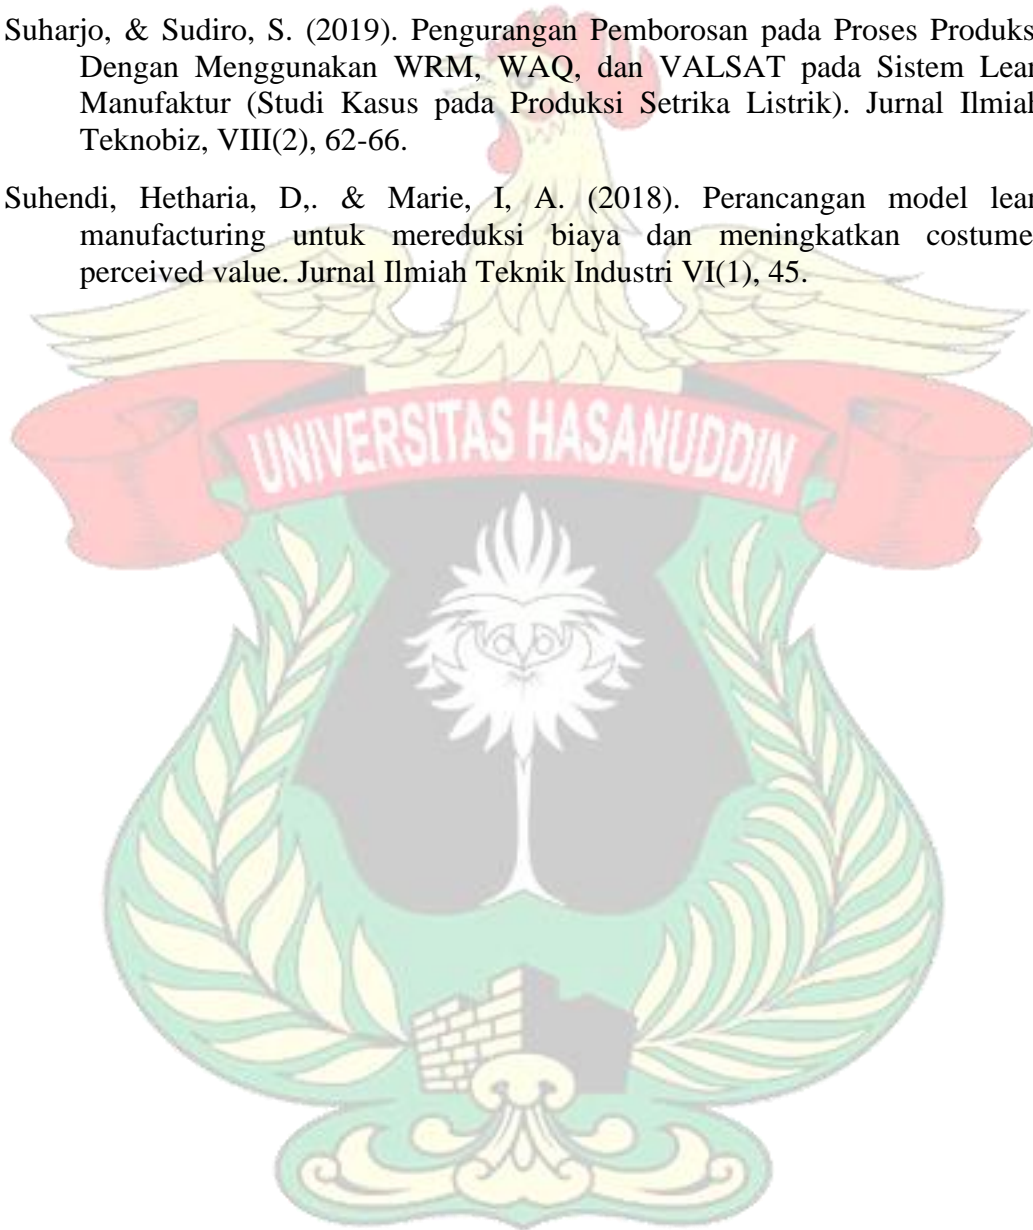 Suharjo, & Sudiro, S. (2019). Pengurangan Pemborosan pada Proses Produks
Dengan Menggunakan WRM, WAQ, dan VALSAT pada Sistem Lean
Manufaktur (Studi Kasus pada Produksi Setrika Listrik). Jurnal Ilmiah
Teknobiz, VIII(2), 62-66.
Suhendi, Hetharia, D,. & Marie, I, A. (2018). Perancangan model lean
manufacturing untuk mereduksi biaya dan meningkatkan costume
perceived value. Jurnal Ilmiah Teknik Industri VI(1), 45.
UNIVERSITAS HASANUDDIN